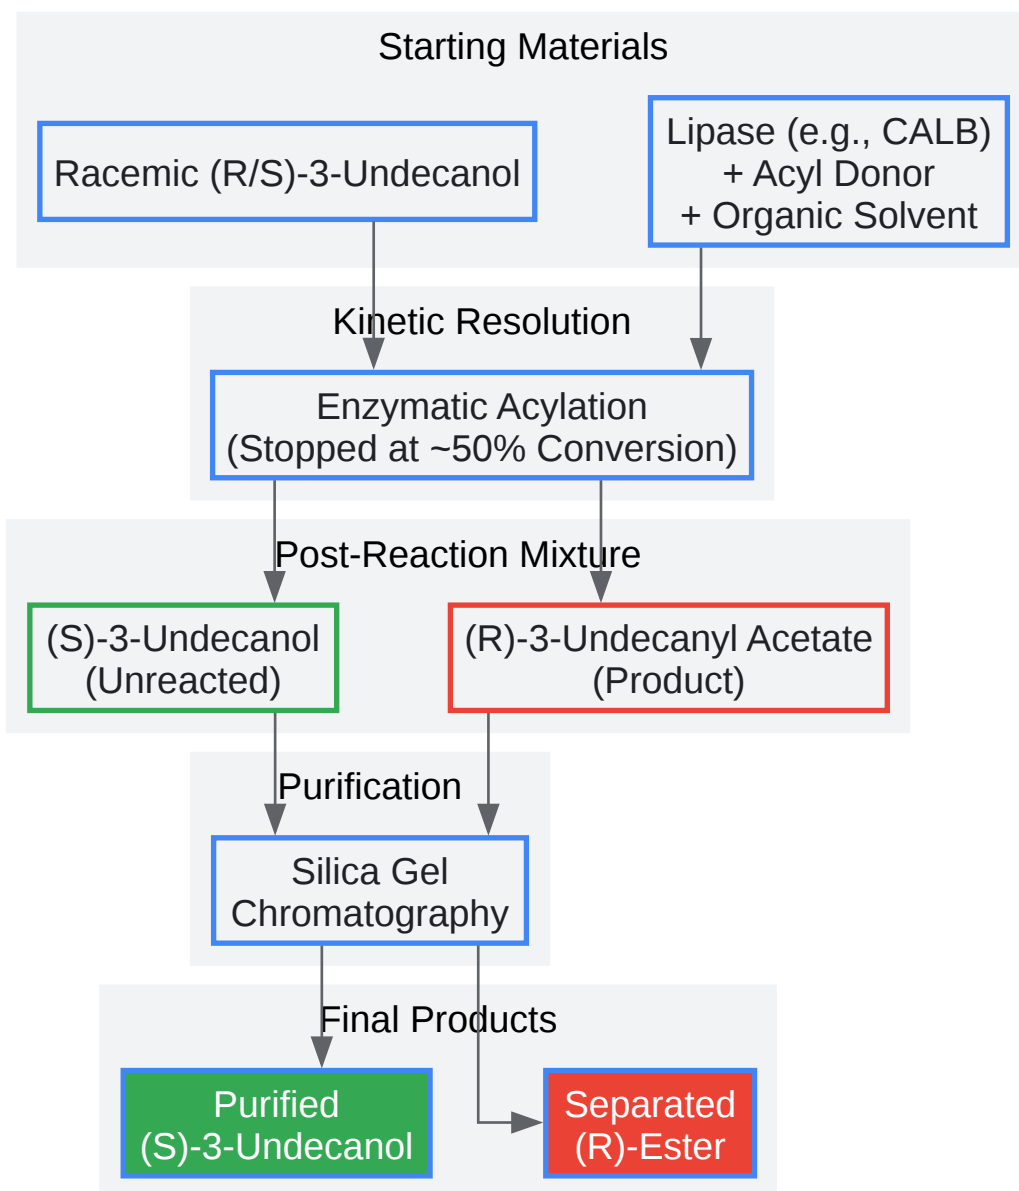 Starting Materials
Racemic (R/S)-3-Undecanol
Lipase (e.g., CALB)
+ Acyl Donor
+ Organic Solvent
Kinetic Resolution
Enzymatic Acylation
(Stopped at ~50% Conversion)
Post-Reaction Mixture
(S)-3-Undecanol
(Unreacted)
(R)-3-Undecanyl Acetate
(Product)
Purification
Silica Gel
Chromatography
Final Products
Purified
(S)-3-Undecanol
Separated
(R)-Ester